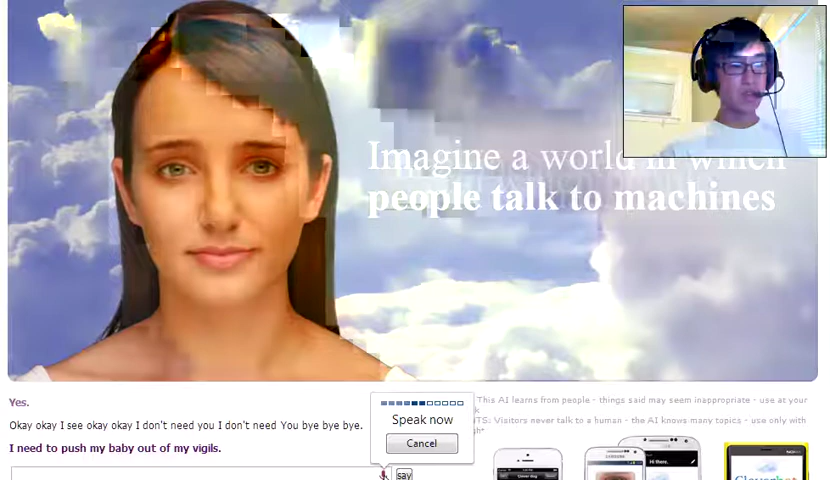 Imagine a world in which
people talk to machines
Yes.
Okay okay I see okay okay I don't need you I don't need You bye bye bye.
I need to push my baby out of my vigils.
Speak now
Cancel
say
This AI learns from people - things said may seem inappropriate - use at your
Visitors never talk to a human - the AI knows many topics - use only with
Hi there.
Cleverbot